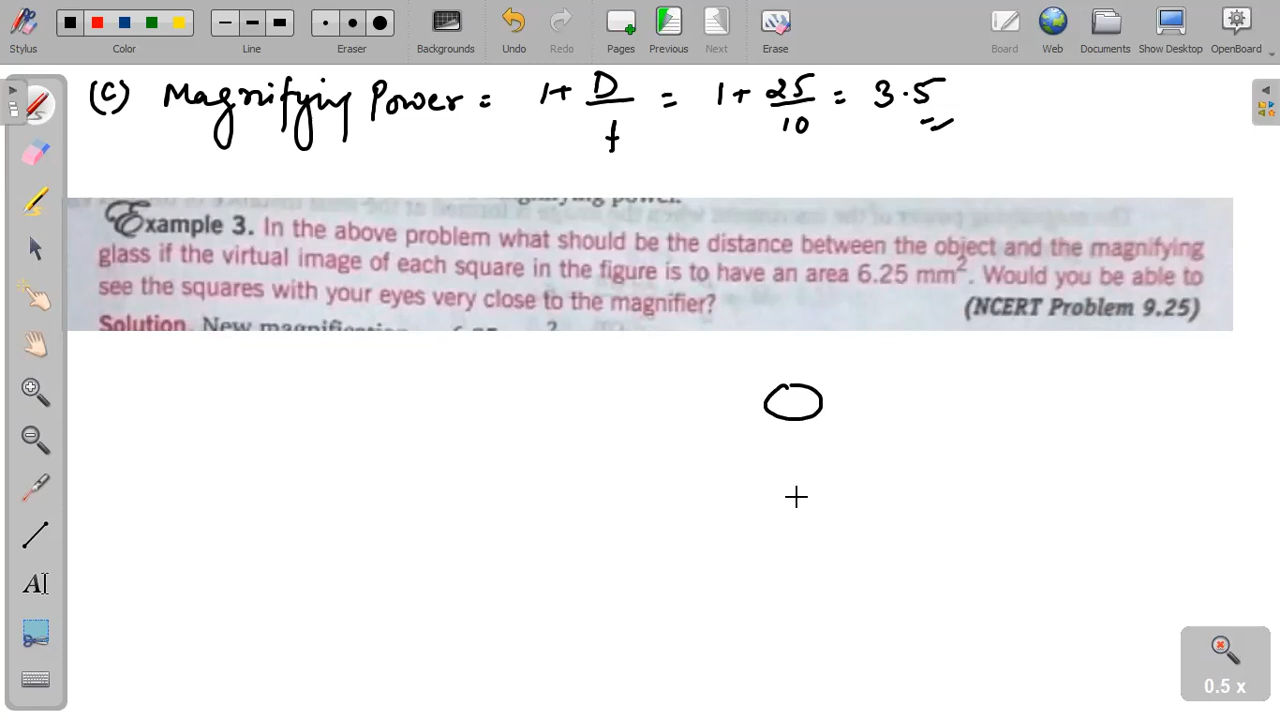 Stylus Color Line Eraser Backgrounds Undo Redo Pages Previous Next Erase Board Web Documents Show Desktop OpenBoard
(C) Magnifying Power = 1+ D/f = 1 + 25/10 = 3.5
Example 3. In the above problem what should be the distance between the object and the magnifying
glass if the virtual image of each square in the figure is to have an area 6.25 mm². Would you be able to
see the squares with your eyes very close to the magnifier?
(NCERT Problem 9.25)
Solution. New magnification
0.5 x